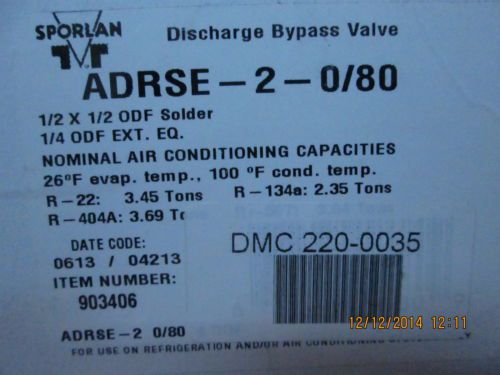 SPORLAN
Discharge Bypass Valve
ADRSE - 2 - 0/80
1/2 X 1/2 ODF Solder
1/4 ODF EXT. EQ.
NOMINAL AIR CONDITIONING CAPACITIES
26°F evap. temp., 100 °F cond. temp.
R-22: 3.45 Tons R-134a: 2.35 Tons
R-404A: 3.69
DMC 220-0035
DATE CODE:
0613 / 04213
ITEM NUMBER:
903406
12/12/2014 12:11
ADRSE-2 0/80
FOR USE ON REFRIGERATION AND/OR AIR CONDITIONING